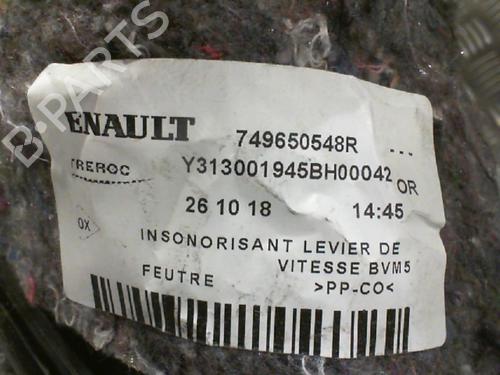 B-PARTS
RENAULT 749650548R ...
TREROC Y313001945BH00042 OR
26 10 18 14:45
OX
INSONORISANT LEVIER DE
FEUTRE VITESSE BVM5
>PP-CO<